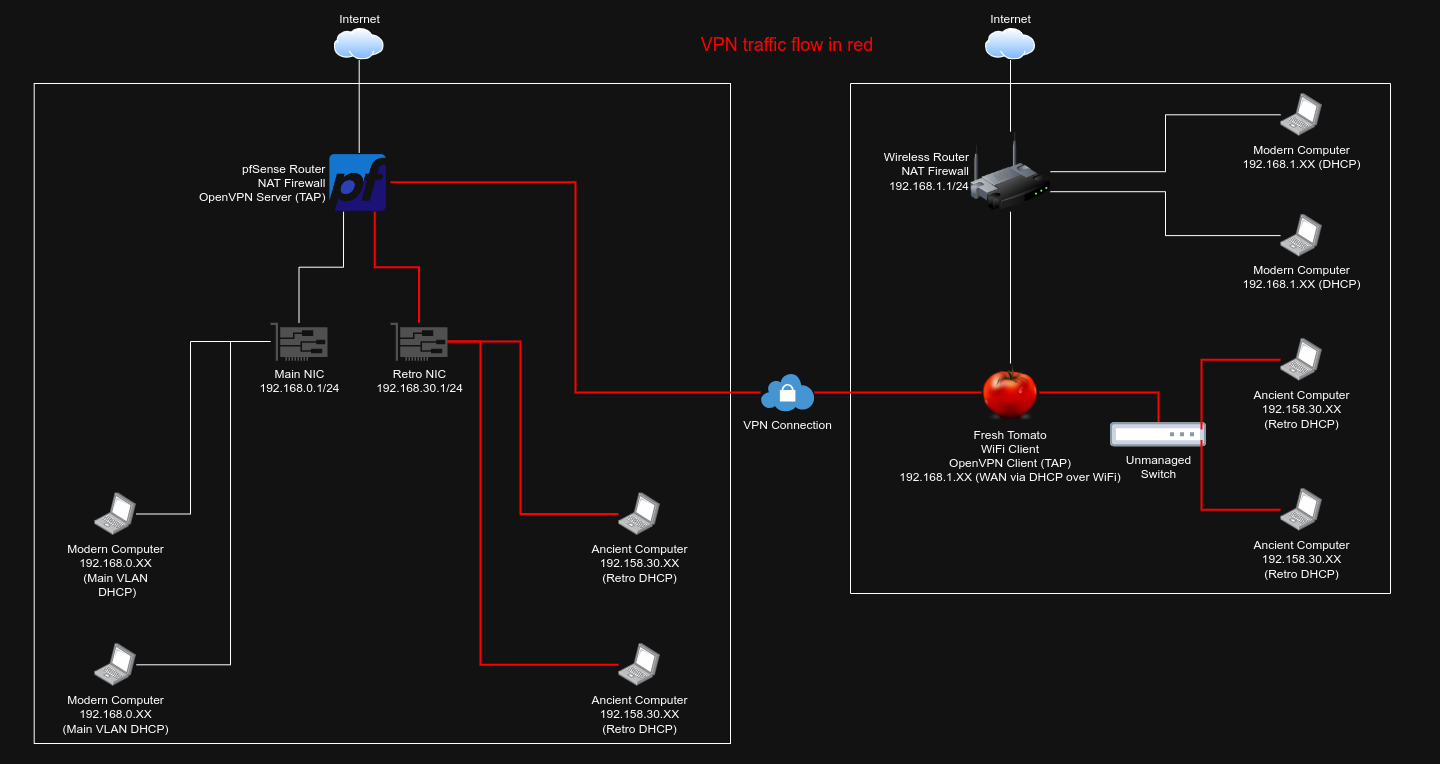 Internet
Internet
VPN traffic flow in red
pfSense Router
NAT Firewall
OpenVPN Server (TAP)
pf
Wireless Router
NAT Firewall
192.168.1.1/24
Modern Computer
192.168.1.XX (DHCP)
Modern Computer
192.168.1.XX (DHCP)
Main NIC
192.168.0.1/24
Retro NIC
192.168.30.1/24
VPN Connection
Fresh Tomato
WiFi Client
OpenVPN Client (TAP)
192.168.1.XX (WAN via DHCP over WiFi)
Unmanaged
Switch
Ancient Computer
192.158.30.XX
(Retro DHCP)
Ancient Computer
192.158.30.XX
(Retro DHCP)
Modern Computer
192.168.0.XX
(Main VLAN
DHCP)
Ancient Computer
192.158.30.XX
(Retro DHCP)
Modern Computer
192.168.0.XX
(Main VLAN DHCP)
Ancient Computer
192.158.30.XX
(Retro DHCP)